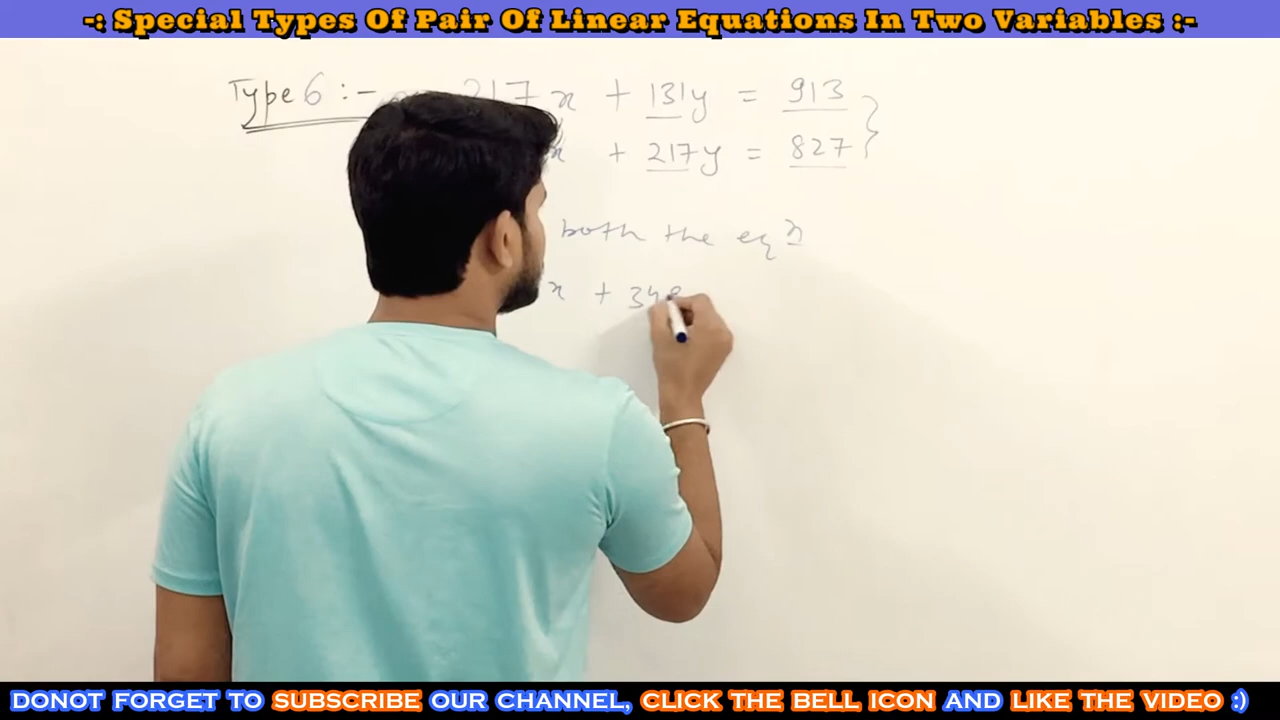 -: Special Types Of Pair Of Linear Equations In Two Variables :-
Type 6 :- 217x + 131y = 913
x + 217y = 827
both the eqn
x + 348
DONOT FORGET TO SUBSCRIBE OUR CHANNEL, CLICK THE BELL ICON AND LIKE THE VIDEO :)